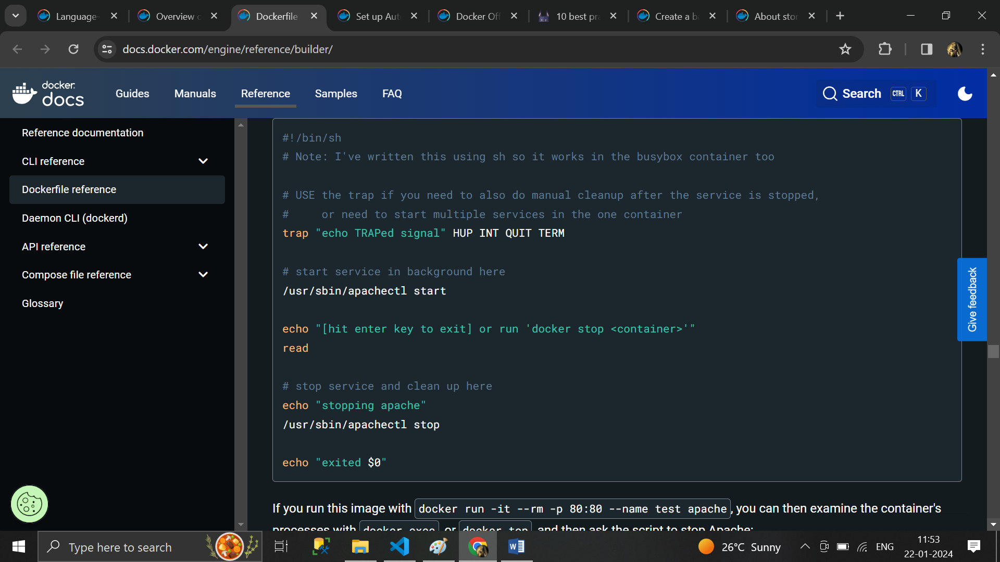 Language-
Overview c
Dockerfile
Set up Aut
Docker Off
10 best pra
Create a ba
About stor
docs.docker.com/engine/reference/builder/
docker
docs
Guides
Manuals
Reference
Samples
FAQ
Search
CTRL
K
Reference documentation
CLI reference
Dockerfile reference
Daemon CLI (dockerd)
API reference
Compose file reference
Glossary
#!/bin/sh
# Note: I've written this using sh so it works in the busybox container too
# USE the trap if you need to also do manual cleanup after the service is stopped,
#     or need to start multiple services in the one container
trap "echo TRAPed signal" HUP INT QUIT TERM
# start service in background here
/usr/sbin/apachectl start
echo "[hit enter key to exit] or run 'docker stop <container>'"
read
# stop service and clean up here
echo "stopping apache"
/usr/sbin/apachectl stop
echo "exited $0"
Give feedback
If you run this image with docker run -it --rm -p 80:80 --name test apache, you can then examine the container's
processes with docker exec or docker top, and then ask the script to stop Apache:
Type here to search
26°C Sunny
ENG
11:53
22-01-2024